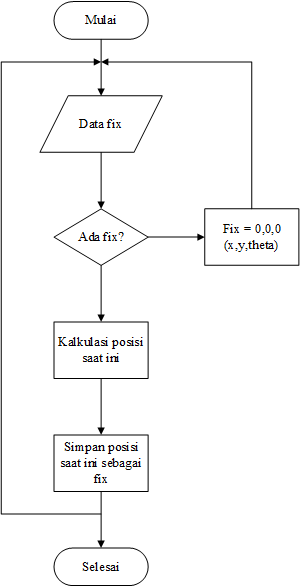 Mulai
Data fix
Ada fix?
Fix = 0,0,0
(x,y,theta)
Kalkulasi posisi
saat ini
Simpan posisi
saat ini sebagai
fix
Selesai